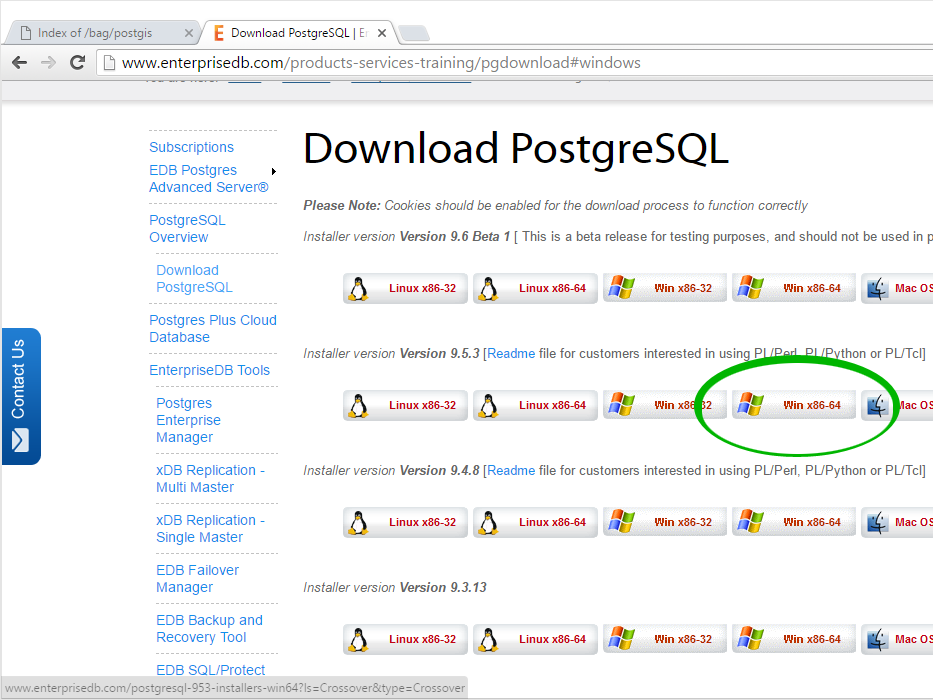 Index of /bag/postgis
Download PostgreSQL | E
www.enterprisedb.com/products-services-training/pgdownload#windows
Subscriptions
EDB Postgres
Advanced Server®
PostgreSQL
Overview
Download
PostgreSQL
Postgres Plus Cloud
Database
EnterpriseDB Tools
Postgres
Enterprise
Manager
xDB Replication -
Multi Master
xDB Replication -
Single Master
EDB Failover
Manager
EDB Backup and
Recovery Tool
EDB SQL/Protect
Contact Us
Download PostgreSQL
Please Note: Cookies should be enabled for the download process to function correctly
Installer version Version 9.6 Beta 1 [ This is a beta release for testing purposes, and should not be used in p
Linux x86-32 Linux x86-64 Win x86-32 Win x86-64 Mac OS
Installer version Version 9.5.3 [Readme file for customers interested in using PL/Perl, PL/Python or PL/Tcl]
Linux x86-32 Linux x86-64 Win x86-32 Win x86-64 Mac OS
Installer version Version 9.4.8 [Readme file for customers interested in using PL/Perl, PL/Python or PL/Tcl]
Linux x86-32 Linux x86-64 Win x86-32 Win x86-64 Mac OS
Installer version Version 9.3.13
Linux x86-32 Linux x86-64 Win x86-32 Win x86-64 Mac OS
www.enterprisedb.com/postgresql-953-installers-win64?ls=Crossover&type=Crossover